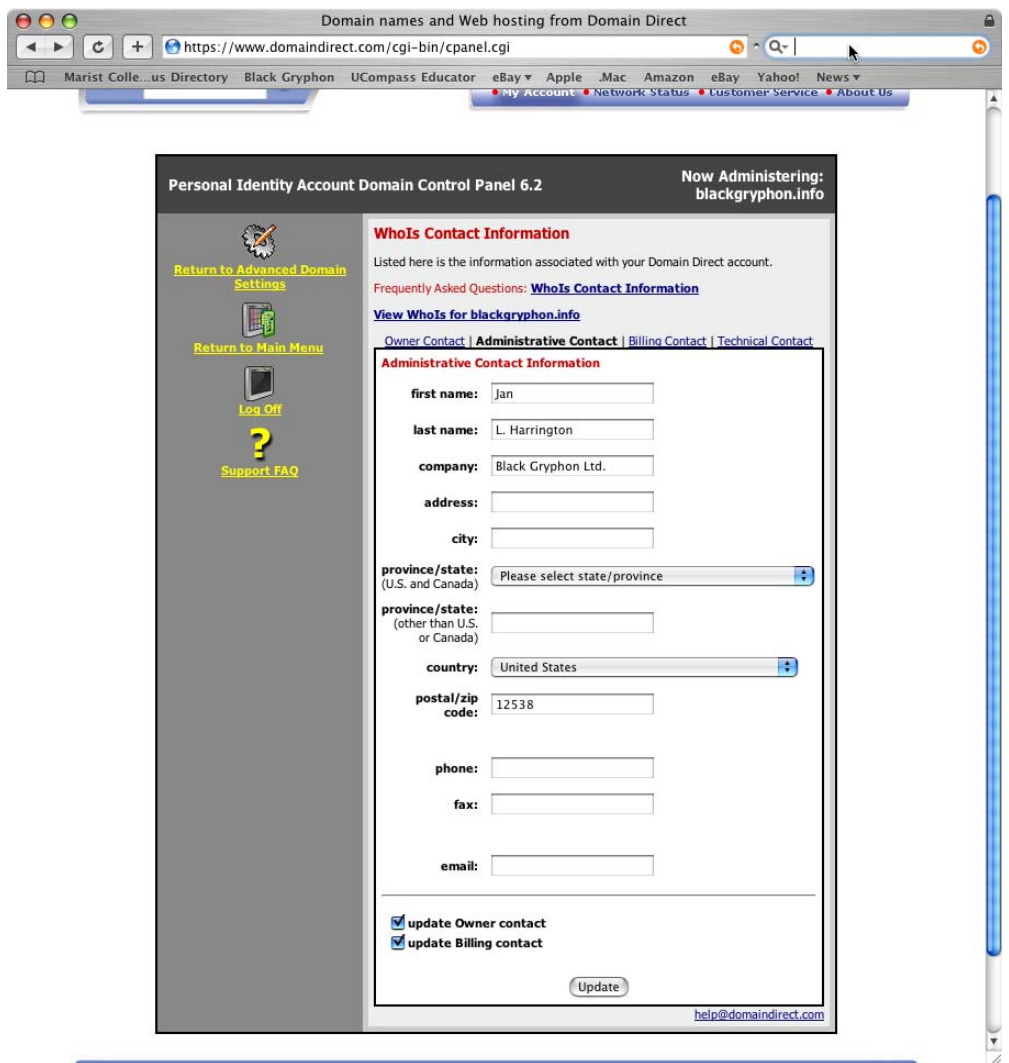 Domain names and Web hosting from Domain Direct
https://www.domaindirect.com/cgi-bin/cpanel.cgi
Marist Colle...us Directory Black Gryphon UCompass Educator eBay Apple .Mac Amazon eBay Yahoo! News
My Account Network Status Customer Service About Us
Personal Identity Account Domain Control Panel 6.2
Now Administering:
blackgryphon.info
Return to Advanced Domain
Settings
Return to Main Menu
Log Off
Support FAQ
WhoIs Contact Information
Listed here is the information associated with your Domain Direct account.
Frequently Asked Questions: WhoIs Contact Information
View WhoIs for blackgryphon.info
Owner Contact | Administrative Contact | Billing Contact | Technical Contact
Administrative Contact Information
first name: Jan
last name: L. Harrington
company: Black Gryphon Ltd.
address:
city:
province/state:
(U.S. and Canada)
Please select state/province
province/state:
(other than U.S.
or Canada)
country: United States
postal/zip
code:
12538
phone:
fax:
email:
update Owner contact
update Billing contact
Update
help@domaindirect.com